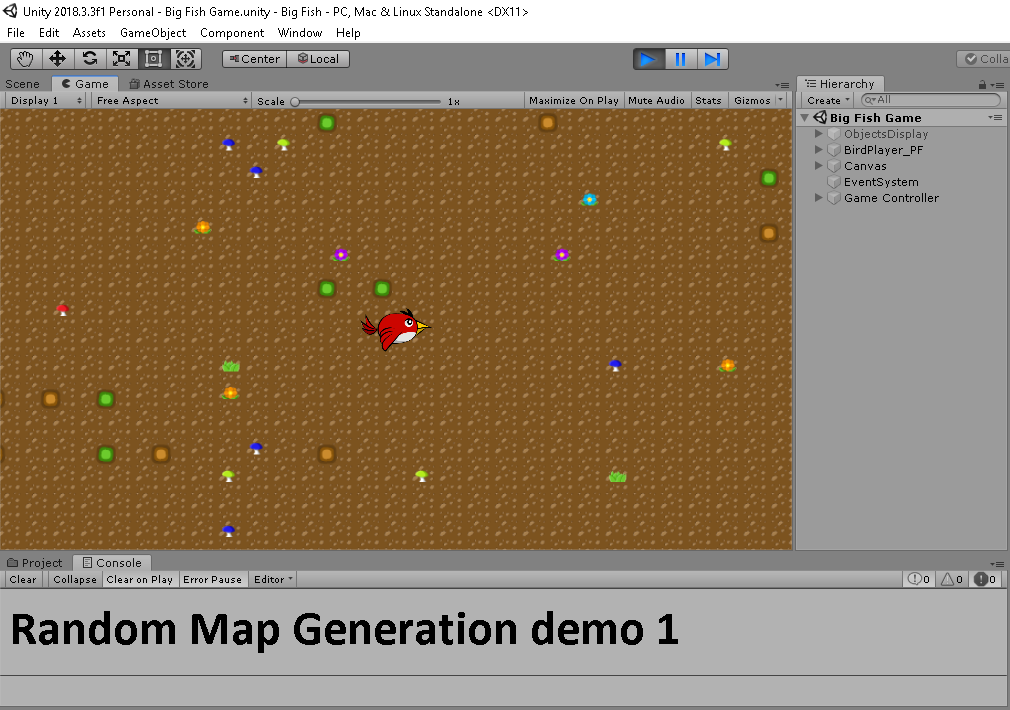 Unity 2018.3.3f1 Personal - Big Fish Game.unity - Big Fish - PC, Mac & Linux Standalone <DX11>
File Edit Assets GameObject Component Window Help
Center Local Colla
Scene Game Asset Store Hierarchy
Display 1 Free Aspect Scale 1x Maximize On Play Mute Audio Stats Gizmos Create All
Big Fish Game
ObjectsDisplay
BirdPlayer_PF
Canvas
EventSystem
Game Controller
Project Console
Clear Collapse Clear on Play Error Pause Editor 0 0 0
Random Map Generation demo 1